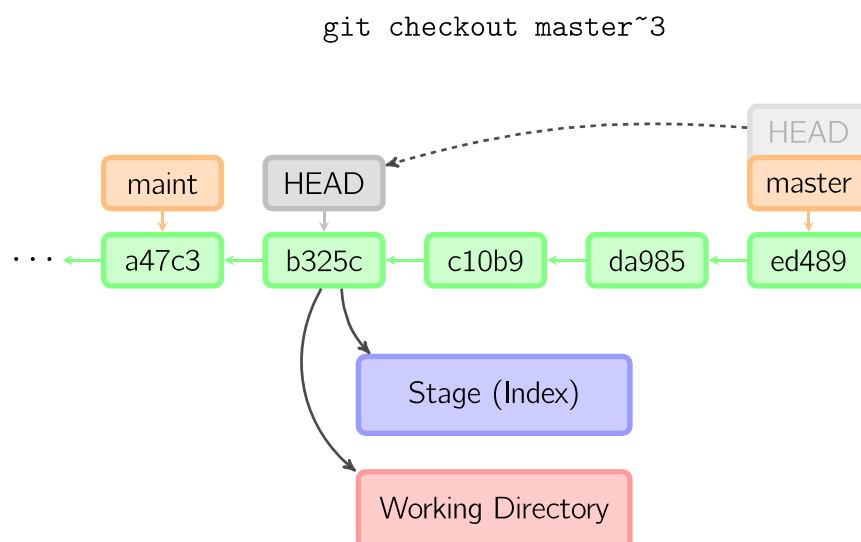 git checkout master~3
HEAD
maint
HEAD
master
... a47c3 b325c c10b9 da985 ed489
Stage (Index)
Working Directory